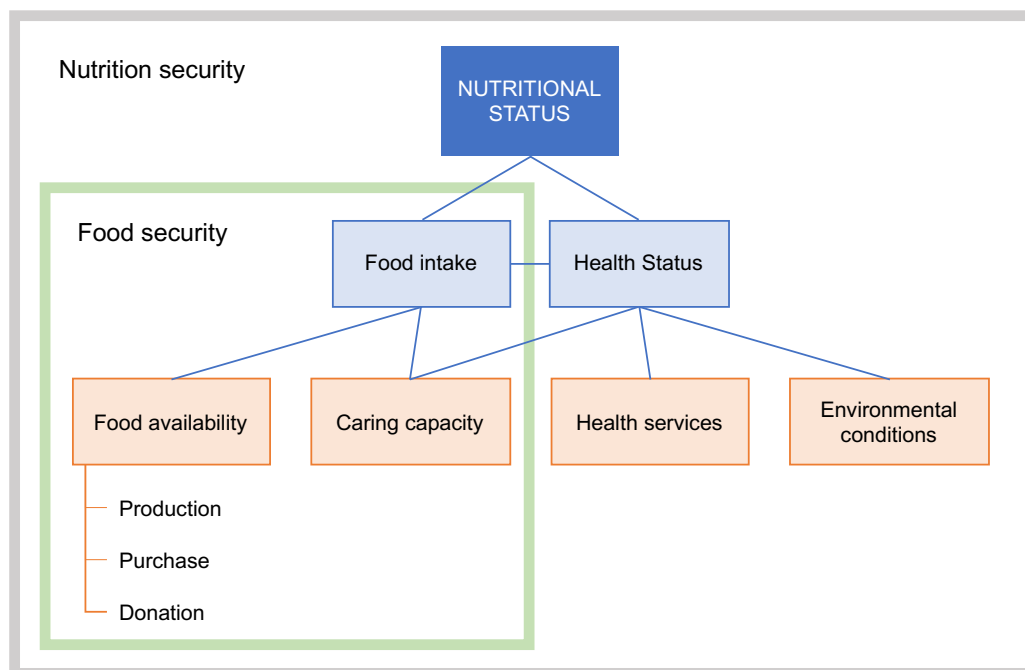 Nutrition security
NUTRITIONAL
STATUS
Food security
Food intake
Health Status
Food availability
Caring capacity
Health services
Environmental
conditions
Production
Purchase
Donation